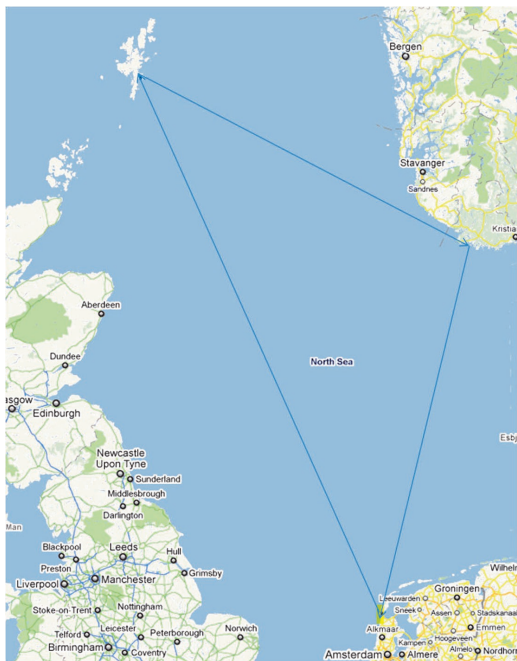 Bergen
Stavanger
Sandnes
Kristia
Aberdeen
North Sea
Dundee
asgow
Edinburgh
Esbj
Newcastle
Upon Tyne
Sunderland
Middlesbrough
Darlington
Man
Blackpool
Preston
Leeds
Hull
Grimsby
Liverpool
Manchester
Wilhelm
Leeuwarden
Groningen
Sneek
Assen
Stadskanaal
Stoke-on-Trent
Nottingham
Alkmaar
Emmen
Telford
Leicester
Peterborough
Norwich
Kampen
Hoogeveen
Birmingham
Coventry
Amsterdam
Almere
Almelo
Nordhorn